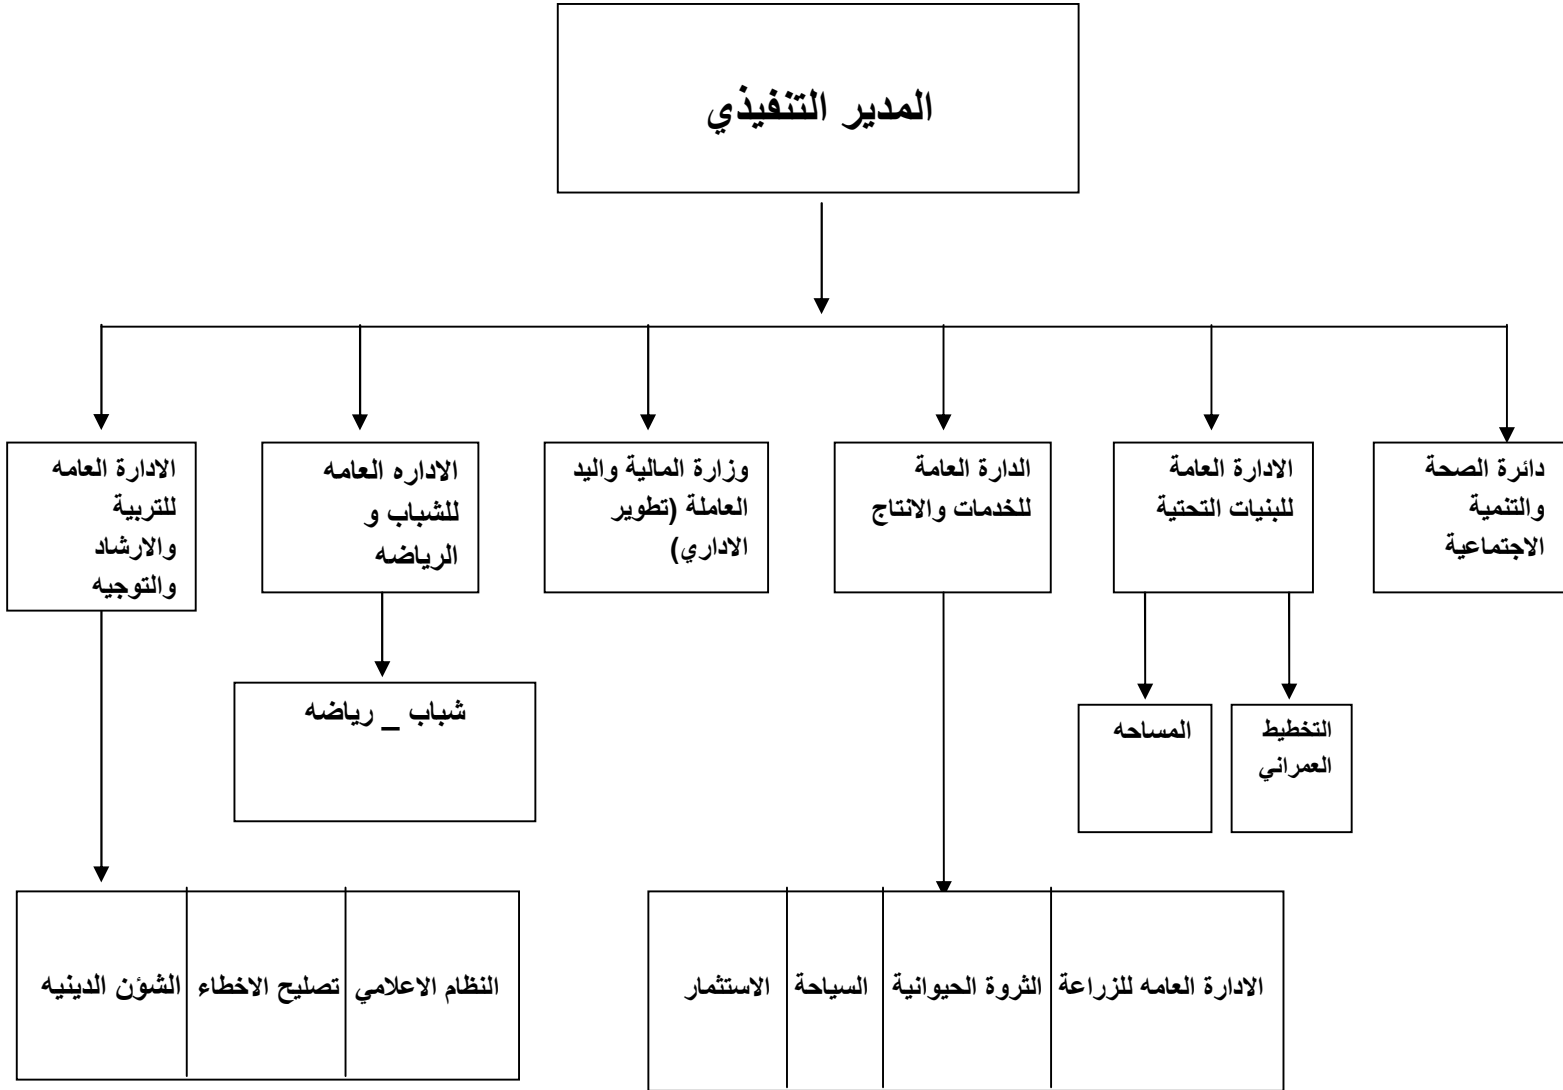 المدير التنفيذي
دائرة الصحة
والتنمية
الاجتماعية
الادارة العامة
للبنيات التحتية
الدارة العامة
للخدمات والانتاج
وزارة المالية واليد
العاملة (تطوير
الاداري)
الاداره العامه
للشباب و
الرياضه
الادارة العامه
للتربية
والارشاد
والتوجيه
التخطيط
العمراني
المساحه
شباب _ رياضه
الادارة العامه للزراعة
الثروة الحيوانية
السياحة
الاستثمار
النظام الاعلامي
تصليح الاخطاء
الشؤن الدينيه